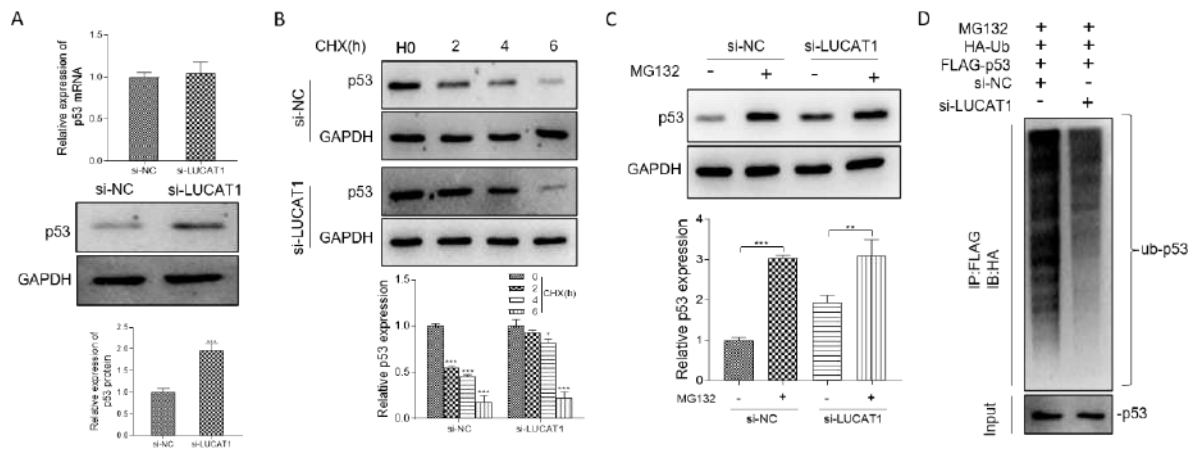 A
Relative expression of
p53 mRNA
1.5
1.0
0.5
0.0
si-NC
si-LUCAT1
si-NC
si-LUCAT1
p53
GAPDH
Relative expression of
p53 protein
2.5
2.0
1.5
1.0
0.5
0.0
***
si-NC
si-LUCAT1
B
CHX(h)
H0
2
4
6
si-NC
p53
GAPDH
si-LUCAT1
p53
GAPDH
Relative p53 expression
1.5
1.0
0.5
0.0
0
2
4
6
CHX(h)
***
***
***
*
***
si-NC
si-LUCAT1
C
si-NC
si-LUCAT1
MG132
-
+
-
+
p53
GAPDH
Relative p53 expression
4
3
2
1
0
***
**
MG132
-
+
-
+
si-NC
si-LUCAT1
D
MG132
+
+
HA-Ub
+
+
FLAG-p53
+
+
si-NC
+
-
si-LUCAT1
-
+
IP:FLAG
IB:HA
ub-p53
Input
-p53